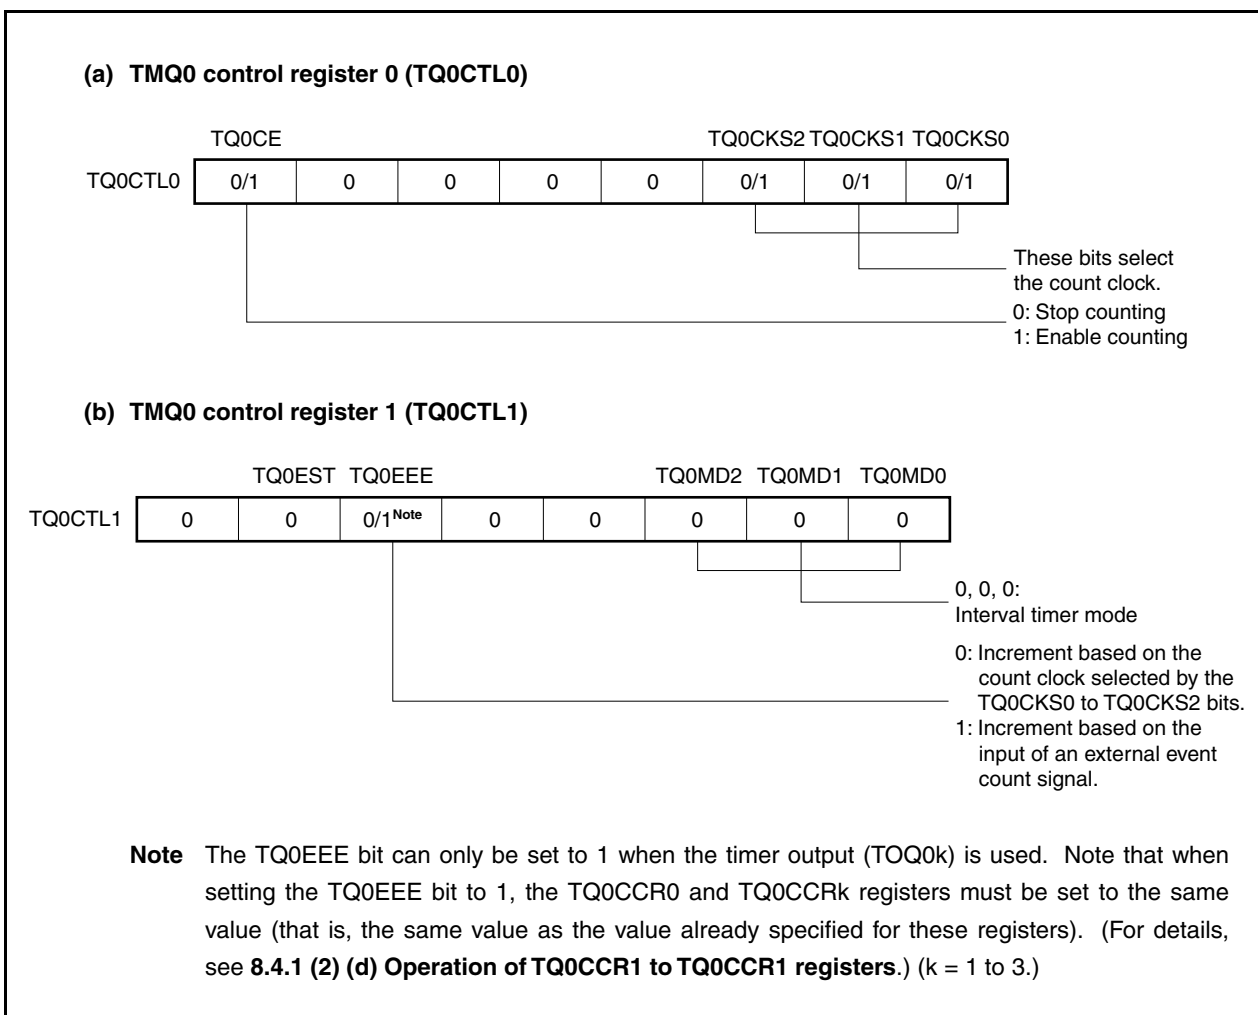 (a) TMQ0 control register 0 (TQ0CTL0)
TQ0CE TQ0CKS2 TQ0CKS1 TQ0CKS0
TQ0CTL0 0/1 0 0 0 0 0/1 0/1 0/1
These bits select
the count clock.
0: Stop counting
1: Enable counting
(b) TMQ0 control register 1 (TQ0CTL1)
TQ0EST TQ0EEE TQ0MD2 TQ0MD1 TQ0MD0
TQ0CTL1 0 0 0/1Note 0 0 0 0 0
0, 0, 0:
Interval timer mode
0: Increment based on the
count clock selected by the
TQ0CKS0 to TQ0CKS2 bits.
1: Increment based on the
input of an external event
count signal.
Note The TQ0EEE bit can only be set to 1 when the timer output (TOQ0k) is used. Note that when
setting the TQ0EEE bit to 1, the TQ0CCR0 and TQ0CCRk registers must be set to the same
value (that is, the same value as the value already specified for these registers). (For details,
see 8.4.1 (2) (d) Operation of TQ0CCR1 to TQ0CCR1 registers.) (k = 1 to 3.)